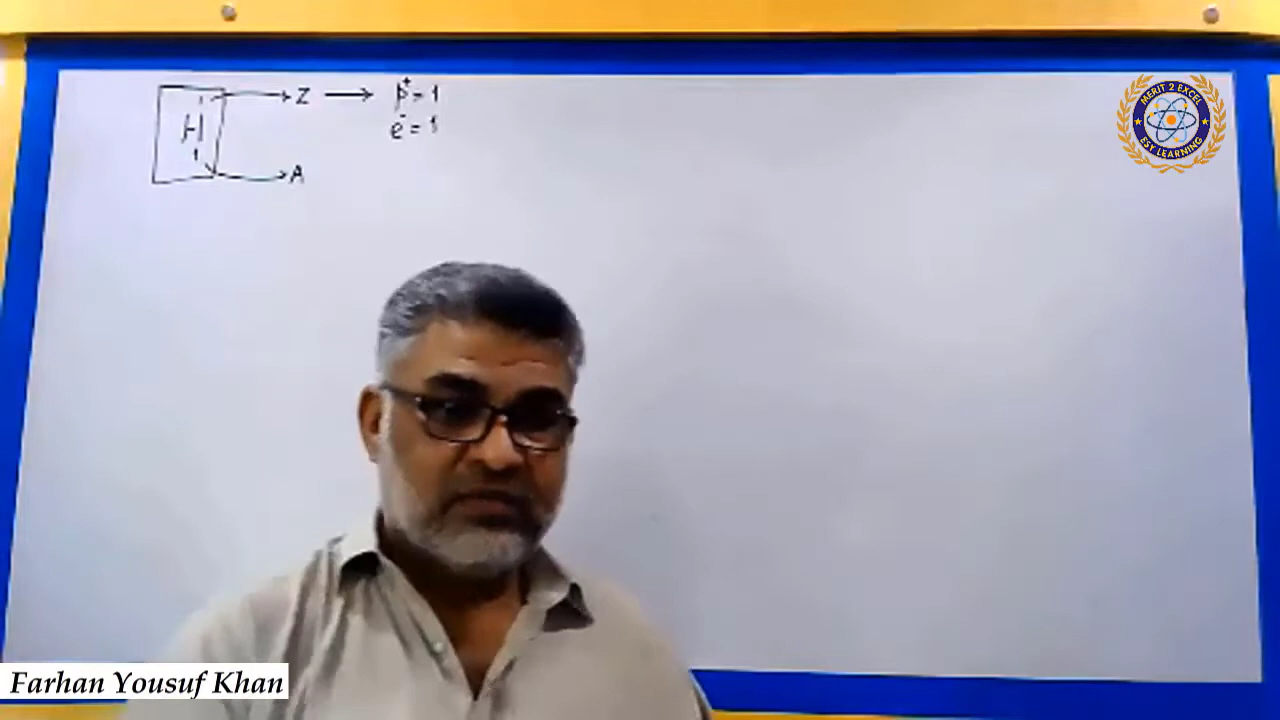 1 → Z → p⁺ = 1
H e⁻ = 1
1 → A
MERIT 2 EXCEL
ESY LEARNING
Farhan Yousuf Khan